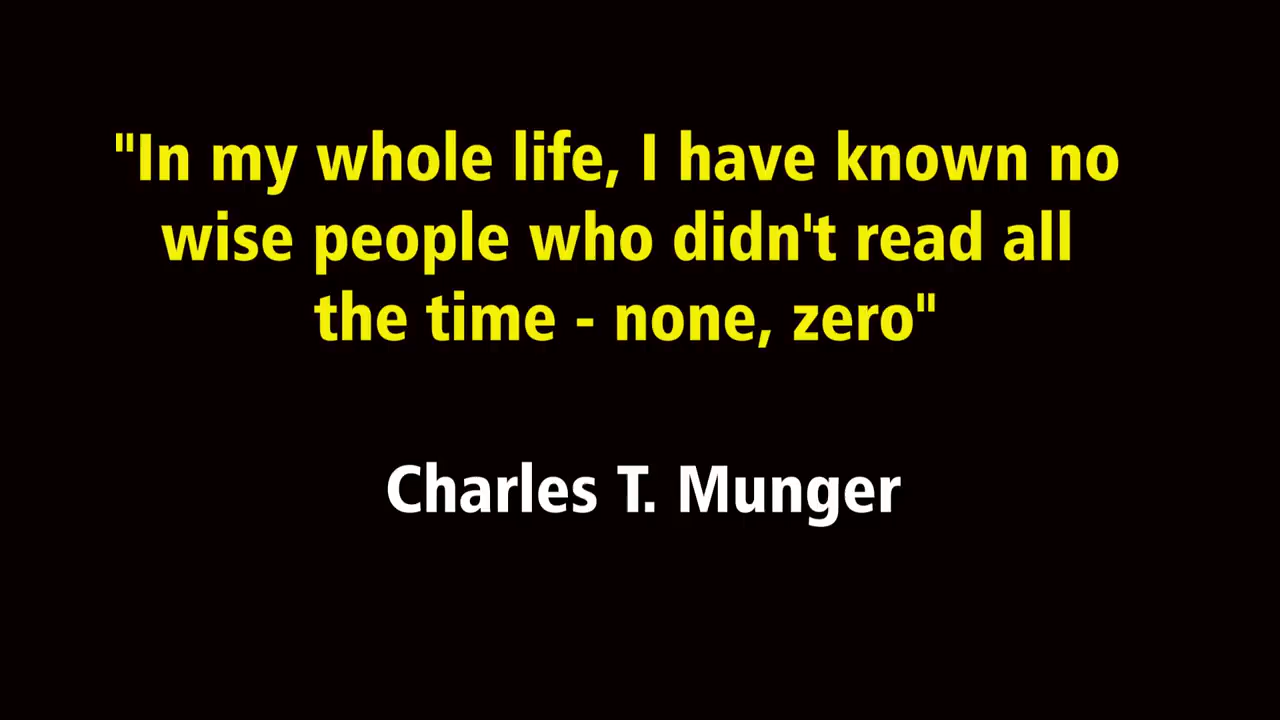 "In my whole life, I have known no
wise people who didn't read all
the time - none, zero"
Charles T. Munger